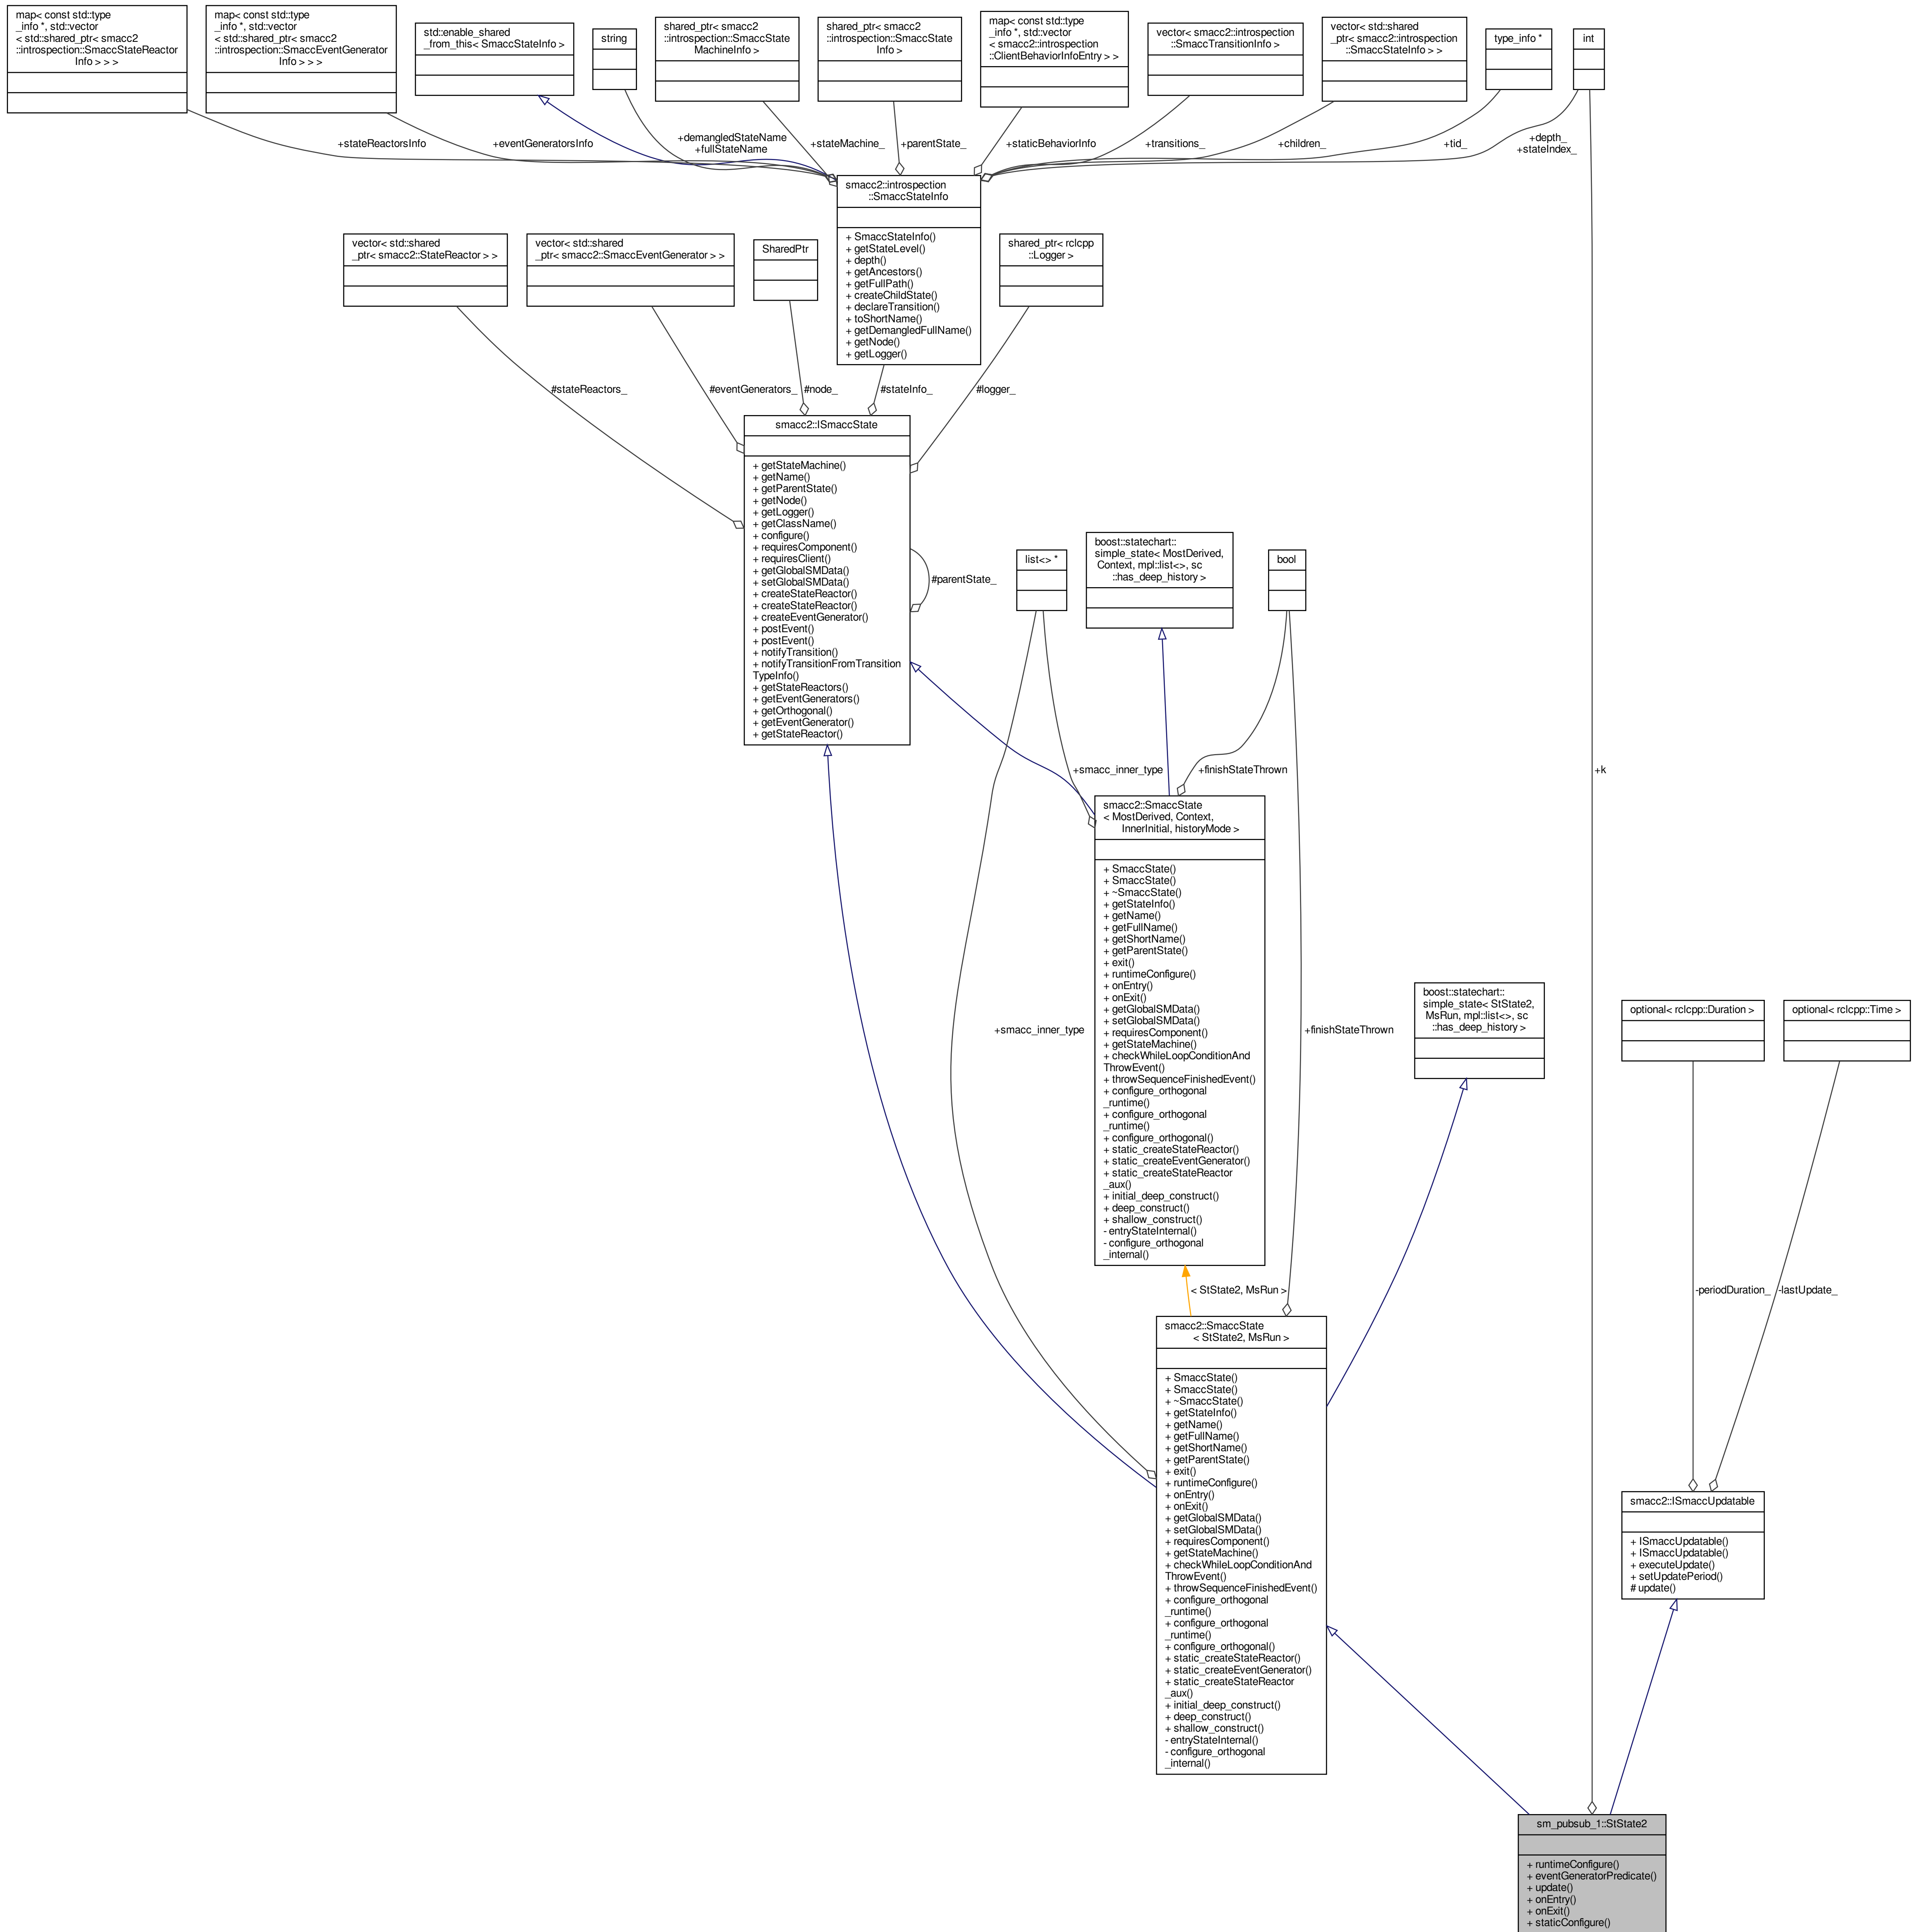 map< const std::type
_info *, std::vector
< std::shared_ptr< smacc2
::introspection::SmaccStateReactor
Info > > >
map< const std::type
_info *, std::vector
< std::shared_ptr< smacc2
::introspection::SmaccEventGenerator
Info > > >
std::enable_shared
_from_this< SmaccStateInfo >
string
shared_ptr< smacc2
::introspection::SmaccState
MachineInfo >
shared_ptr< smacc2
::introspection::SmaccState
Info >
map< const std::type
_info *, std::vector
< smacc2::introspection
::ClientBehaviorInfoEntry > >
vector< smacc2::introspection
::SmaccTransitionInfo >
vector< std::shared
_ptr< smacc2::introspection
::SmaccStateInfo > >
type_info *
int
+stateReactorsInfo
+eventGeneratorsInfo
+demangledStateName
+fullStateName
+stateMachine_
+parentState_
+staticBehaviorInfo
+transitions_
+children_
+tid_
+depth_
+stateIndex_
smacc2::introspection
::SmaccStateInfo
+ SmaccStateInfo()
+ getStateLevel()
+ depth()
+ getAncestors()
+ getFullPath()
+ createChildState()
+ declareTransition()
+ toShortName()
+ getDemangledFullName()
+ getNode()
+ getLogger()
vector< std::shared
_ptr< smacc2::StateReactor > >
vector< std::shared
_ptr< smacc2::SmaccEventGenerator > >
SharedPtr
shared_ptr< rclcpp
::Logger >
#stateReactors_
#eventGenerators_
#node_
#stateInfo_
#logger_
smacc2::ISmaccState
+ getStateMachine()
+ getName()
+ getParentState()
+ getNode()
+ getLogger()
+ getClassName()
+ configure()
+ requiresComponent()
+ requiresClient()
+ getGlobalSMData()
+ setGlobalSMData()
+ createStateReactor()
+ createStateReactor()
+ createEventGenerator()
+ postEvent()
+ postEvent()
+ notifyTransition()
+ notifyTransitionFromTransition
TypeInfo()
+ getStateReactors()
+ getEventGenerators()
+ getOrthogonal()
+ getEventGenerator()
+ getStateReactor()
#parentState_
list<> *
boost::statechart::
simple_state< MostDerived,
Context, mpl::list<>, sc
::has_deep_history >
bool
+smacc_inner_type
+finishStateThrown
+k
smacc2::SmaccState
< MostDerived, Context,
InnerInitial, historyMode >
+ SmaccState()
+ SmaccState()
+ ~SmaccState()
+ getStateInfo()
+ getName()
+ getFullName()
+ getShortName()
+ getParentState()
+ exit()
+ runtimeConfigure()
+ onEntry()
+ onExit()
+ getGlobalSMData()
+ setGlobalSMData()
+ requiresComponent()
+ getStateMachine()
+ checkWhileLoopConditionAnd
ThrowEvent()
+ throwSequenceFinishedEvent()
+ configure_orthogonal
_runtime()
+ configure_orthogonal
_runtime()
+ configure_orthogonal()
+ static_createStateReactor()
+ static_createEventGenerator()
+ static_createStateReactor
_aux()
+ initial_deep_construct()
+ deep_construct()
+ shallow_construct()
- entryStateInternal()
- configure_orthogonal
_internal()
+smacc_inner_type
+finishStateThrown
boost::statechart::
simple_state< StState2,
MsRun, mpl::list<>, sc
::has_deep_history >
optional< rclcpp::Duration >
optional< rclcpp::Time >
< StState2, MsRun >
-periodDuration_
-lastUpdate_
smacc2::SmaccState
< StState2, MsRun >
+ SmaccState()
+ SmaccState()
+ ~SmaccState()
+ getStateInfo()
+ getName()
+ getFullName()
+ getShortName()
+ getParentState()
+ exit()
+ runtimeConfigure()
+ onEntry()
+ onExit()
+ getGlobalSMData()
+ setGlobalSMData()
+ requiresComponent()
+ getStateMachine()
+ checkWhileLoopConditionAnd
ThrowEvent()
+ throwSequenceFinishedEvent()
+ configure_orthogonal
_runtime()
+ configure_orthogonal
_runtime()
+ configure_orthogonal()
+ static_createStateReactor()
+ static_createEventGenerator()
+ static_createStateReactor
_aux()
+ initial_deep_construct()
+ deep_construct()
+ shallow_construct()
- entryStateInternal()
- configure_orthogonal
_internal()
smacc2::ISmaccUpdatable
+ ISmaccUpdatable()
+ ISmaccUpdatable()
+ executeUpdate()
+ setUpdatePeriod()
# update()
sm_pubsub_1::StState2
+ runtimeConfigure()
+ eventGeneratorPredicate()
+ update()
+ onEntry()
+ onExit()
+ staticConfigure()